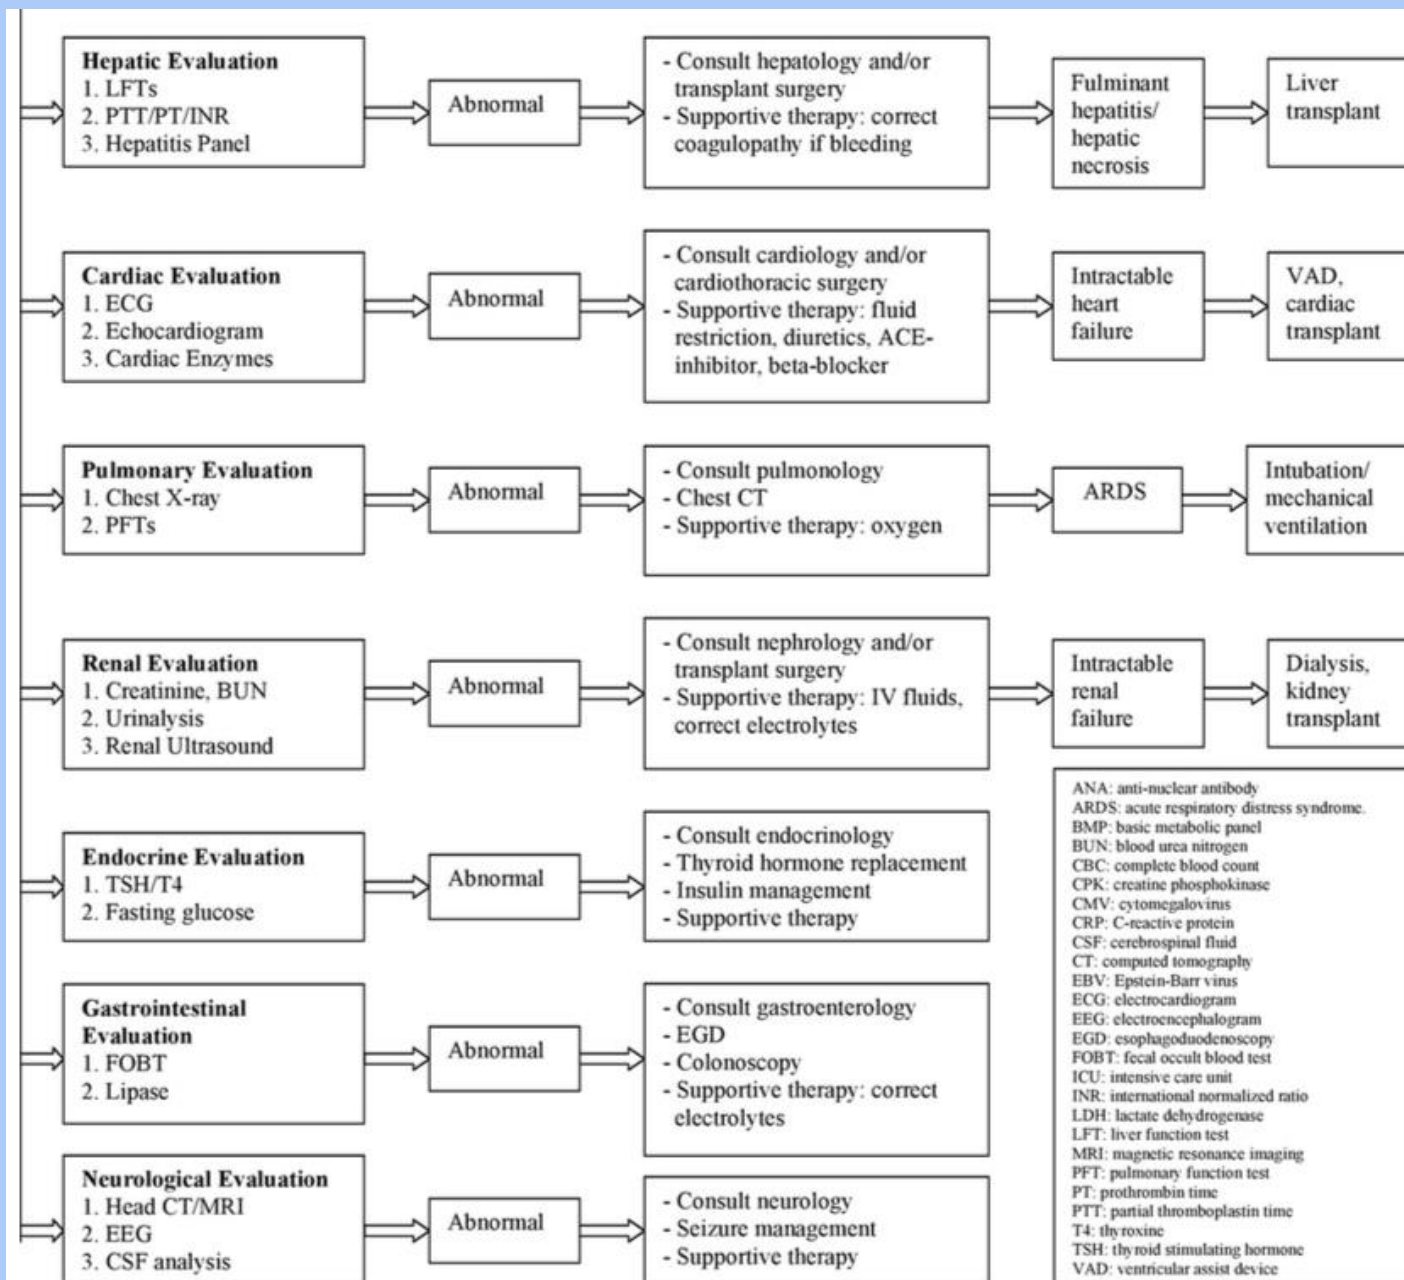 Hepatic Evaluation
1. LFTs
2. PTT/PT/INR
3. Hepatitis Panel
Abnormal
- Consult hepatology and/or
transplant surgery
- Supportive therapy: correct
coagulopathy if bleeding
Fulminant
hepatitis/
hepatic
necrosis
Liver
transplant
Cardiac Evaluation
1. ECG
2. Echocardiogram
3. Cardiac Enzymes
Abnormal
- Consult cardiology and/or
cardiothoracic surgery
- Supportive therapy: fluid
restriction, diuretics, ACE-
inhibitor, beta-blocker
Intractable
heart
failure
VAD,
cardiac
transplant
Pulmonary Evaluation
1. Chest X-ray
2. PFTs
Abnormal
- Consult pulmonology
- Chest CT
- Supportive therapy: oxygen
ARDS
Intubation/
mechanical
ventilation
Renal Evaluation
1. Creatinine, BUN
2. Urinalysis
3. Renal Ultrasound
Abnormal
- Consult nephrology and/or
transplant surgery
- Supportive therapy: IV fluids,
correct electrolytes
Intractable
renal
failure
Dialysis,
kidney
transplant
Endocrine Evaluation
1. TSH/T4
2. Fasting glucose
Abnormal
- Consult endocrinology
- Thyroid hormone replacement
- Insulin management
- Supportive therapy
Gastrointestinal
Evaluation
1. FOBT
2. Lipase
Abnormal
- Consult gastroenterology
- EGD
- Colonoscopy
- Supportive therapy: correct
electrolytes
Neurological Evaluation
1. Head CT/MRI
2. EEG
3. CSF analysis
Abnormal
- Consult neurology
- Seizure management
- Supportive therapy
ANA: anti-nuclear antibody
ARDS: acute respiratory distress syndrome.
BMP: basic metabolic panel
BUN: blood urea nitrogen
CBC: complete blood count
CPK: creatine phosphokinase
CMV: cytomegalovirus
CRP: C-reactive protein
CSF: cerebrospinal fluid
CT: computed tomography
EBV: Epstein-Barr virus
ECG: electrocardiogram
EEG: electroencephalogram
EGD: esophagoduodenoscopy
FOBT: fecal occult blood test
ICU: intensive care unit
INR: international normalized ratio
LDH: lactate dehydrogenase
LFT: liver function test
MRI: magnetic resonance imaging
PFT: pulmonary function test
PT: prothrombin time
PTT: partial thromboplastin time
T4: thyroxine
TSH: thyroid stimulating hormone
VAD: ventricular assist device